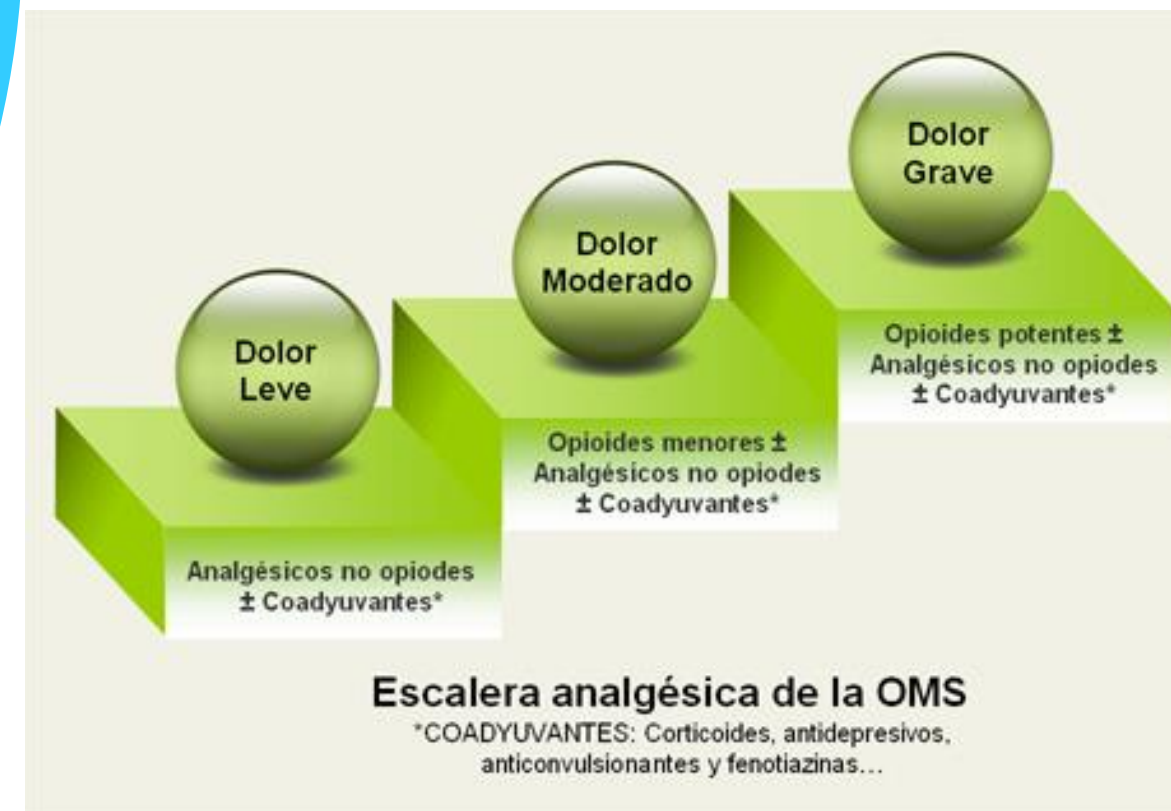 Dolor
Leve
Analgésicos no opiodes
± Coadyuvantes*
Dolor
Moderado
Opioides menores ±
Analgésicos no opiodes
± Coadyuvantes*
Dolor
Grave
Opioides potentes ±
Analgésicos no opiodes
± Coadyuvantes*
Escalera analgésica de la OMS
*COADYUVANTES: Corticoides, antidepresivos,
anticonvulsionantes y fenotiazinas...